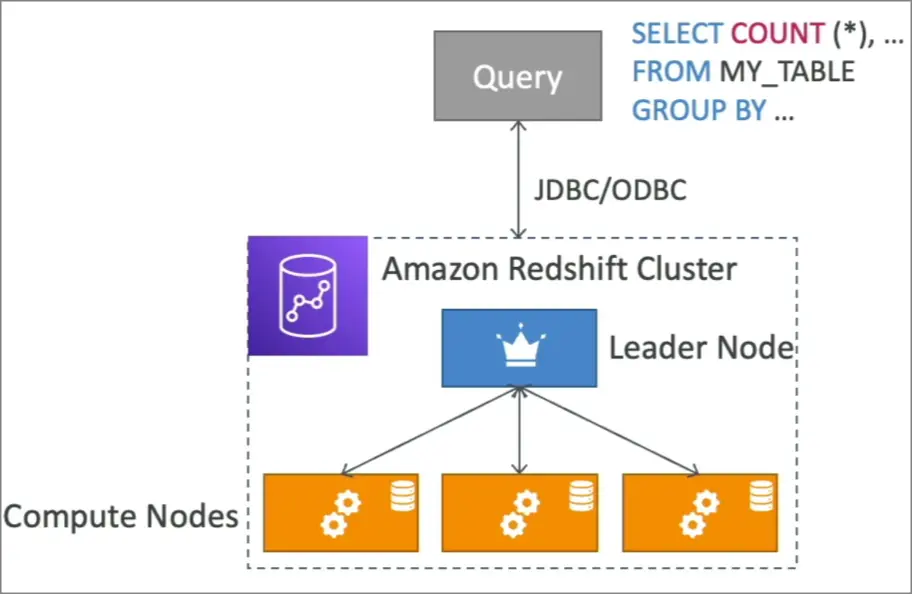 Query
SELECT COUNT (*), ...
FROM MY_TABLE
GROUP BY ...
JDBC/ODBC
Amazon Redshift Cluster
Leader Node
Compute Nodes